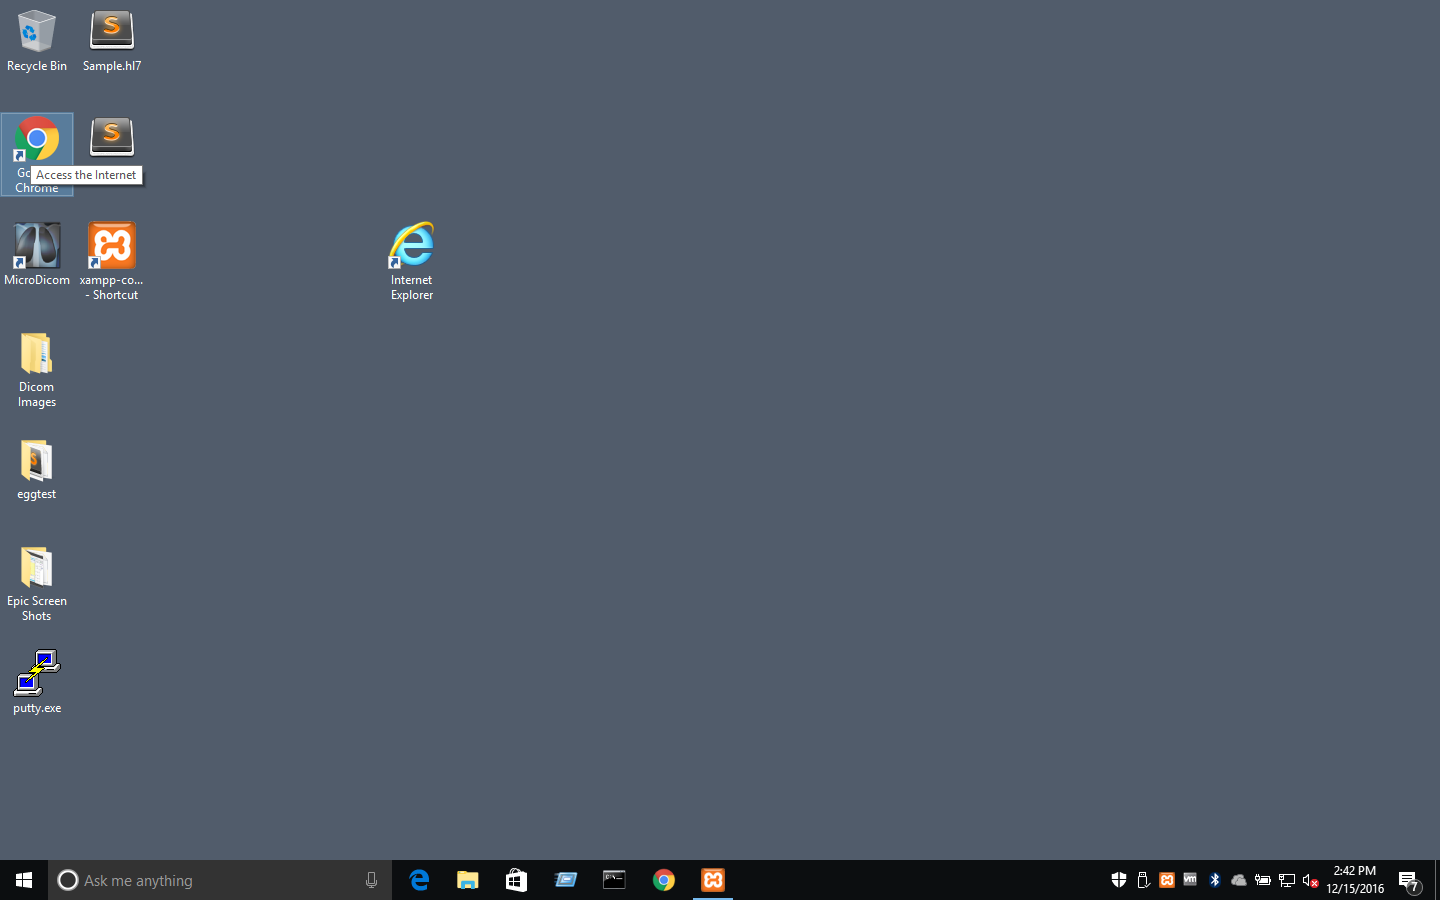 Recycle Bin
Sample.hl7
Access the Internet
Chrome
MicroDicom
xampp-co...
- Shortcut
Internet
Explorer
Dicom
Images
eggtest
Epic Screen
Shots
putty.exe
Ask me anything
2:42 PM
12/15/2016
7